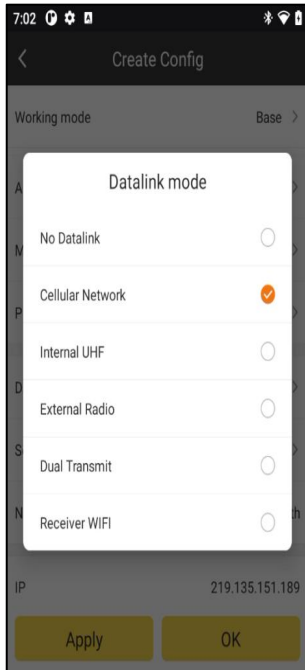 7:02
Create Config
Working mode Base
A
Datalink mode
No Datalink
M
Cellular Network
P
Internal UHF
D
External Radio
S
Dual Transmit
N
Receiver WIFI
th
IP 219.135.151.189
Apply OK